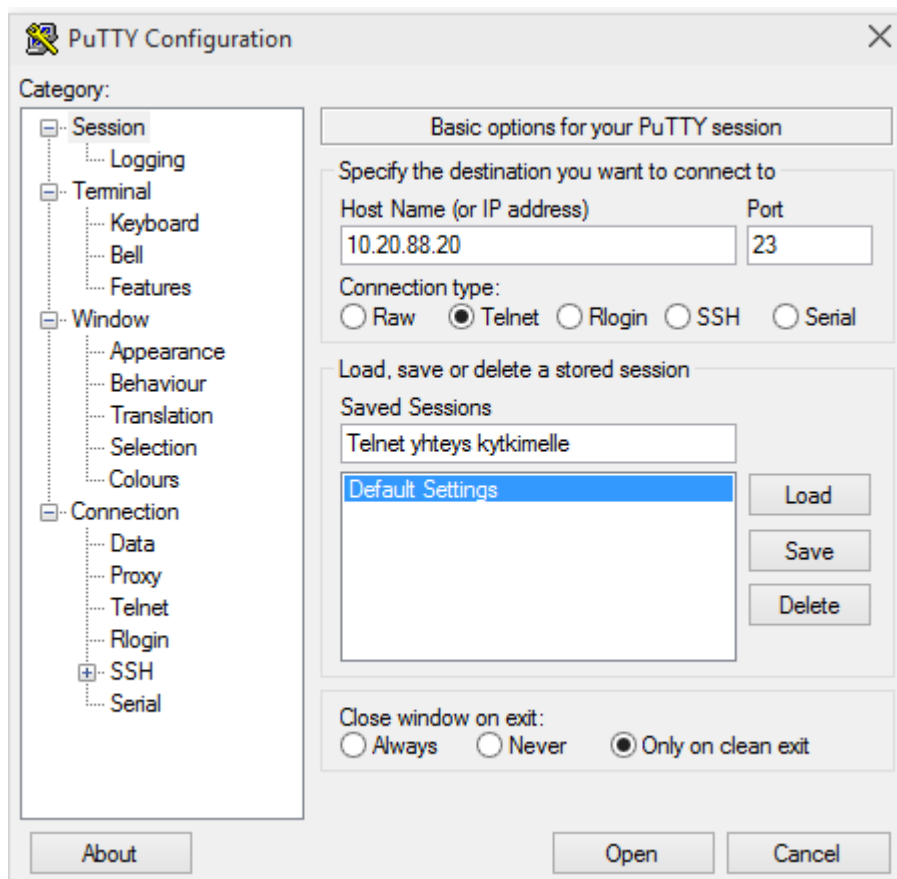 PuTTY Configuration
Category:
Session
Logging
Terminal
Keyboard
Bell
Features
Window
Appearance
Behaviour
Translation
Selection
Colours
Connection
Data
Proxy
Telnet
Rlogin
SSH
Serial
Basic options for your PuTTY session
Specify the destination you want to connect to
Host Name (or IP address) Port
10.20.88.20 23
Connection type:
Raw Telnet Rlogin SSH Serial
Load, save or delete a stored session
Saved Sessions
Telnet yhteys kytkimelle
Default Settings
Load
Save
Delete
Close window on exit:
Always Never Only on clean exit
About Open Cancel